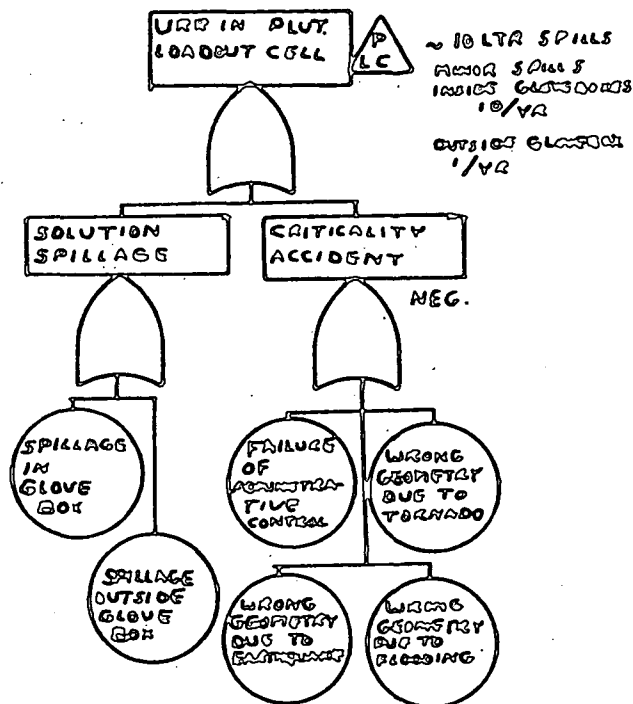 URR IN PLUT.
LOADOUT CELL
P
LC
~ 10 LTR SPILLS
MINOR SPILLS
INSIDE GLOVEBOXES
10/YR
OUTSIDE
1/YR
SOLUTION
SPILLAGE
CRITICALITY
ACCIDENT
NEG.
SPILLAGE
IN
GLOVE
BOX
FAILURE
OF
ADMINISTRA-
TIVE
CONTROL
WRONG
GEOMETRY
DUE TO
TORNADO
SPILLAGE
OUTSIDE
GLOVE
BOX
WRONG
GEOMETRY
DUE TO
EARTHQUAKE
WRONG
GEOMETRY
DUE TO
FLOODING